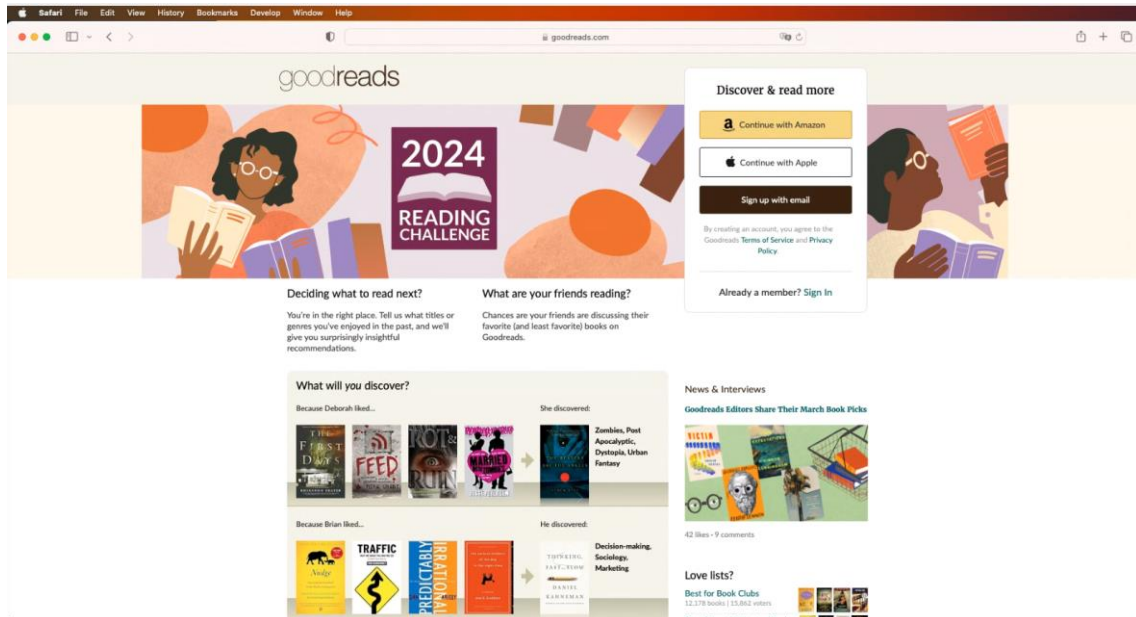 Safari File Edit View History Bookmarks Develop Window Help
goodreads.com
goodreads
2024
READING
CHALLENGE
Discover & read more
Continue with Amazon
Continue with Apple
Sign up with email
By creating an account, you agree to the
Goodreads Terms of Service and Privacy
Policy
Already a member? Sign In
Deciding what to read next?
You're in the right place. Tell us what titles or
genres you've enjoyed in the past, and we'll
give you surprisingly insightful
recommendations.
What are your friends reading?
Chances are your friends are discussing their
favorite (and least favorite) books on
Goodreads.
What will you discover?
Because Deborah liked...
She discovered:
THE
FIRST
DAYS
FEED
ROT &
RUIN
MARRIED
Zombies, Post
Apocalyptic,
Dystopia, Urban
Fantasy
Because Brian liked...
He discovered:
Nudge
TRAFFIC
PREDICTABLY
IRRATIONAL
THINKING,
FAST AND SLOW
DANIEL
KAHNEMAN
Decision-making,
Sociology,
Marketing
News & Interviews
Goodreads Editors Share Their March Book Picks
42 likes · 9 comments
Love lists?
Best for Book Clubs
12,178 books | 15,862 voters